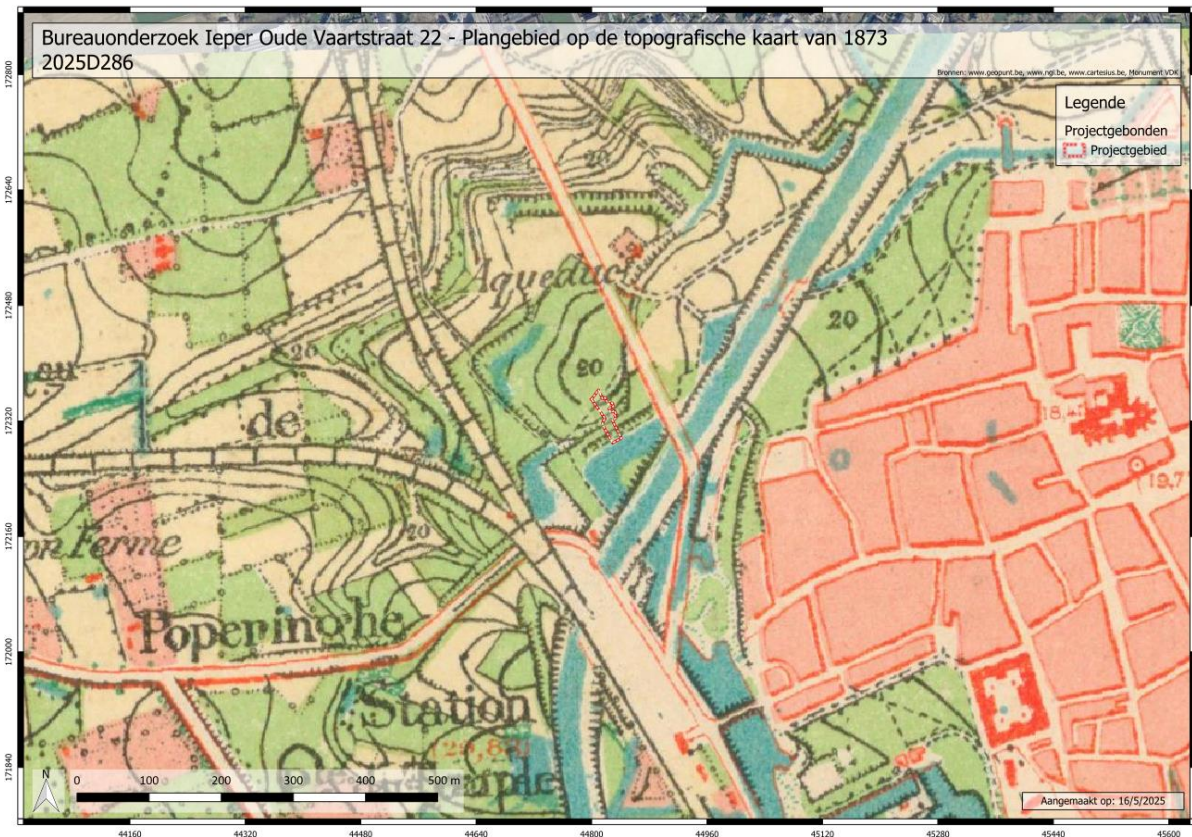 Bureauonderzoek Ieper Oude Vaartstraat 22 - Plangebied op de topografische kaart van 1873
2025D286
Bronnen: www.geopunt.be, www.ngi.be, www.cartesius.be, Monument VDK
Legende
Projectgebonden
Projectgebied
172800
172640
172480
172320
172160
172000
171840
20
Aqueduc
20
20
20
de
18,4
20
Ferme
Poperinghe
Station
N
0 100 200 300 400 500 m
Aangemaakt op: 16/5/2025
44160 44320 44480 44640 44800 44960 45120 45280 45440 45600